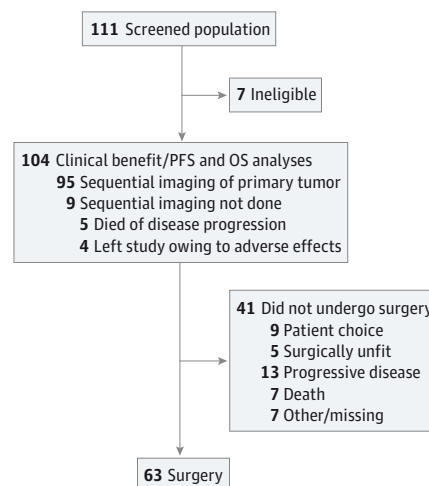 111 Screened population
7 Ineligible
104 Clinical benefit/PFS and OS analyses
95 Sequential imaging of primary tumor
9 Sequential imaging not done
5 Died of disease progression
4 Left study owing to adverse effects
41 Did not undergo surgery
9 Patient choice
5 Surgically unfit
13 Progressive disease
7 Death
7 Other/missing
63 Surgery